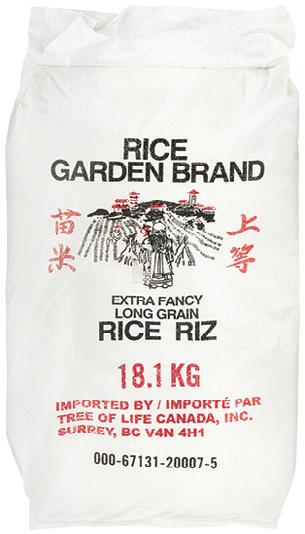 RICE
GARDEN BRAND
苗米
上等
EXTRA FANCY
LONG GRAIN
RICE RIZ
18.1 KG
IMPORTED BY / IMPORTÉ PAR
TREE OF LIFE CANADA, INC.
SURREY, BC V4N 4H1
000-67131-20007-5